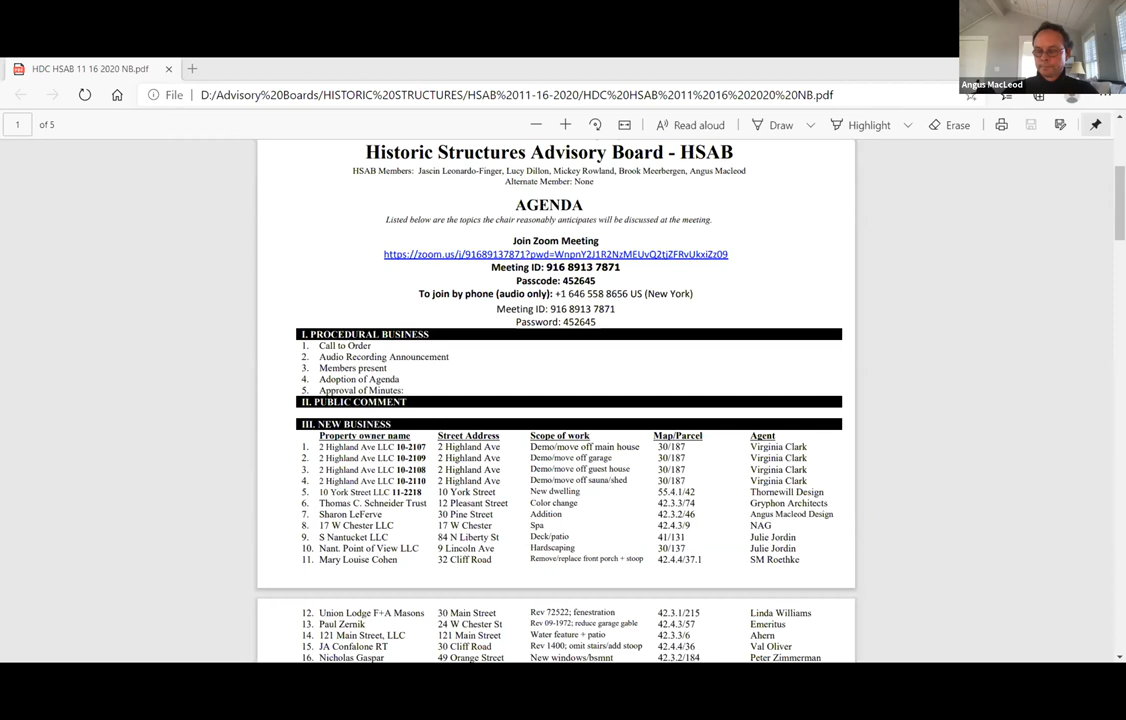 Angus MacLeod
HDC HSAB 11 16 2020 NB.pdf
File D:/Advisory%20Boards/HISTORIC%20STRUCTURES/HSAB%2011-16-2020/HDC%20HSAB%2011%2016%202020%20NB.pdf
1 of 5 Read aloud Draw Highlight Erase
Historic Structures Advisory Board - HSAB
HSAB Members: Jascin Leonardo-Finger, Lucy Dillon, Mickey Rowland, Brook Meerbergen, Angus Macleod
Alternate Member: None
AGENDA
Listed below are the topics the chair reasonably anticipates will be discussed at the meeting.
Join Zoom Meeting
Meeting ID: 916 8913 7871
Passcode: 452645
To join by phone (audio only): +1 646 558 8656 US (New York)
Meeting ID: 916 8913 7871
Password: 452645
I. PROCEDURAL BUSINESS
1. Call to Order
2. Audio Recording Announcement
3. Members present
4. Adoption of Agenda
5. Approval of Minutes:
II. PUBLIC COMMENT
III. NEW BUSINESS
Property owner name Street Address Scope of work Map/Parcel Agent
1. 2 Highland Ave LLC 10-2107 2 Highland Ave Demo/move off main house 30/187 Virginia Clark
2. 2 Highland Ave LLC 10-2109 2 Highland Ave Demo/move off garage 30/187 Virginia Clark
3. 2 Highland Ave LLC 10-2108 2 Highland Ave Demo/move off guest house 30/187 Virginia Clark
4. 2 Highland Ave LLC 10-2110 2 Highland Ave Demo/move off sauna/shed 30/187 Virginia Clark
5. 10 York Street LLC 11-2218 10 York Street New dwelling 55.4.1/42 Thornewill Design
6. Thomas C. Schneider Trust 12 Pleasant Street Color change 42.3.3/74 Gryphon Architects
7. Sharon LeFerve 30 Pine Street Addition 42.3.2/46 Angus Macleod Design
8. 17 W Chester LLC 17 W Chester Spa 42.4.3/9 NAG
9. S Nantucket LLC 84 N Liberty St Deck/patio 41/131 Julie Jordin
10. Nant. Point of View LLC 9 Lincoln Ave Hardscaping 30/137 Julie Jordin
11. Mary Louise Cohen 32 Cliff Road Remove/replace front porch + stoop 42.4.4/37.1 SM Roethke
12. Union Lodge F+A Masons 30 Main Street Rev 72522; fenestration 42.3.1/215 Linda Williams
13. Paul Zernik 24 W Chester St Rev 09-1972; reduce garage gable 42.4.3/57 Emeritus
14. 121 Main Street, LLC 121 Main Street Water feature + patio 42.3.3/6 Ahern
15. JA Confalone RT 30 Cliff Road Rev 1400; omit stairs/add stoop 42.4.4/36 Val Oliver
16. Nicholas Gaspar 49 Orange Street New windows/bsmnt 42.3.2/184 Peter Zimmerman